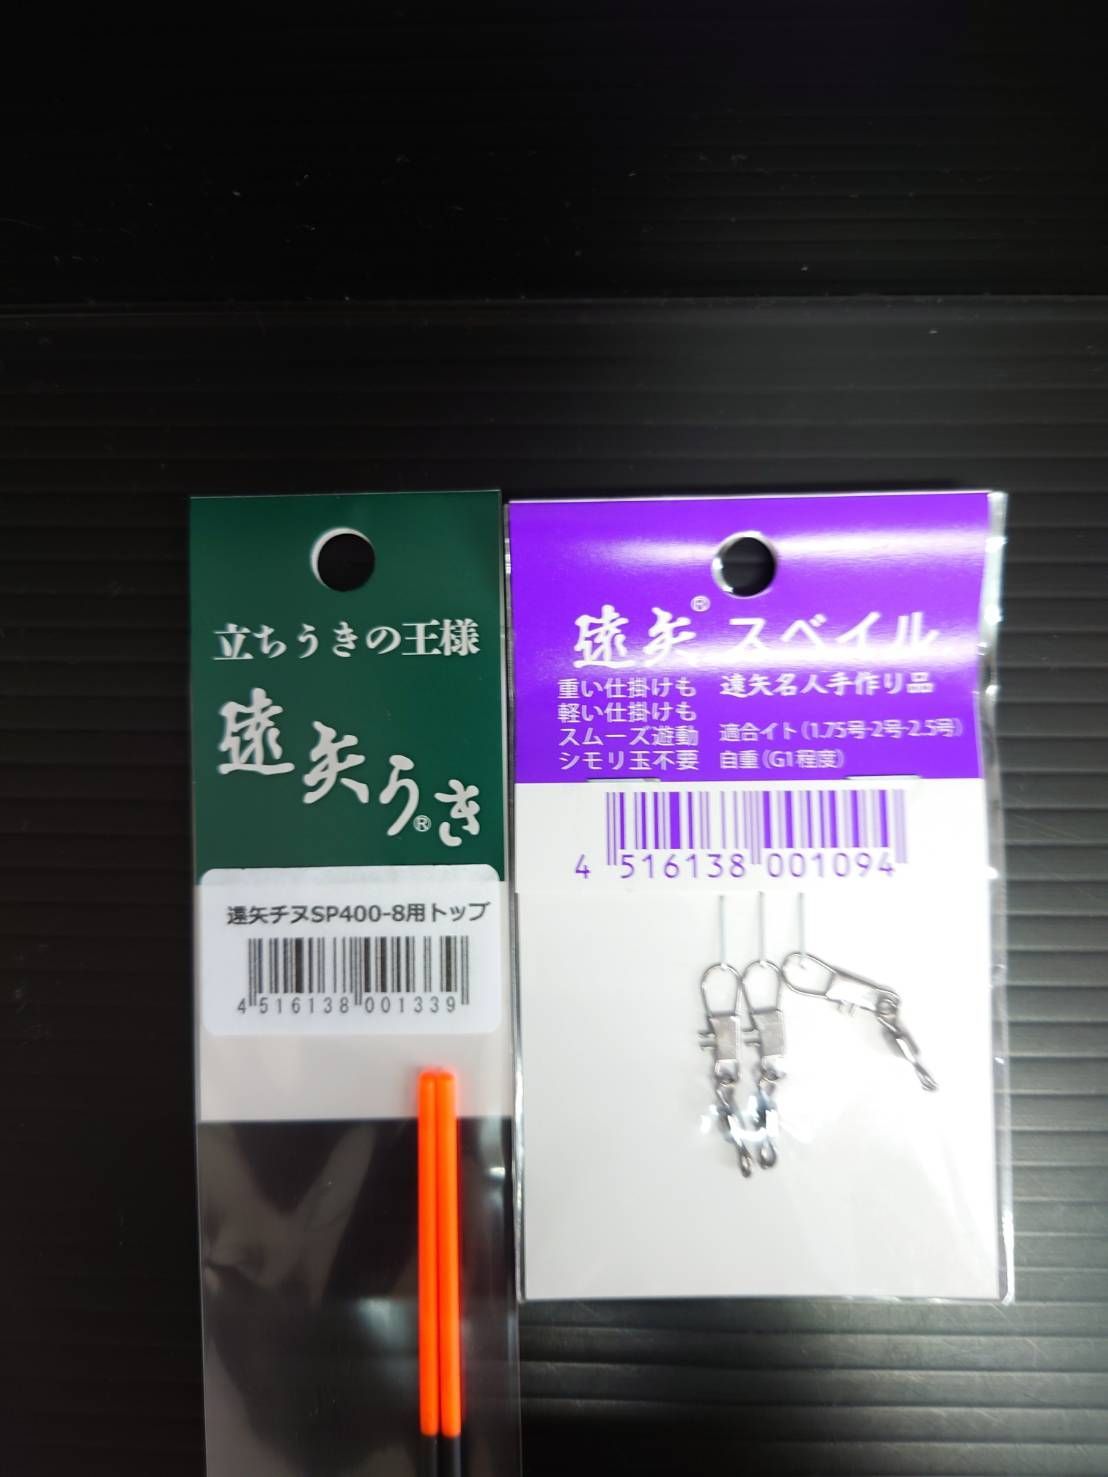 立ちうきの王様
遠矢うき®
遠矢チヌSP400-8用トップ
4 516138 001339
遠矢® スベイル
重い仕掛けも
軽い仕掛けも
スムーズ遊動
シモリ玉不要
遠矢名人手作り品
適合イト(1.75号-2号-2.5号)
自重(G1程度)
4 516138 001094